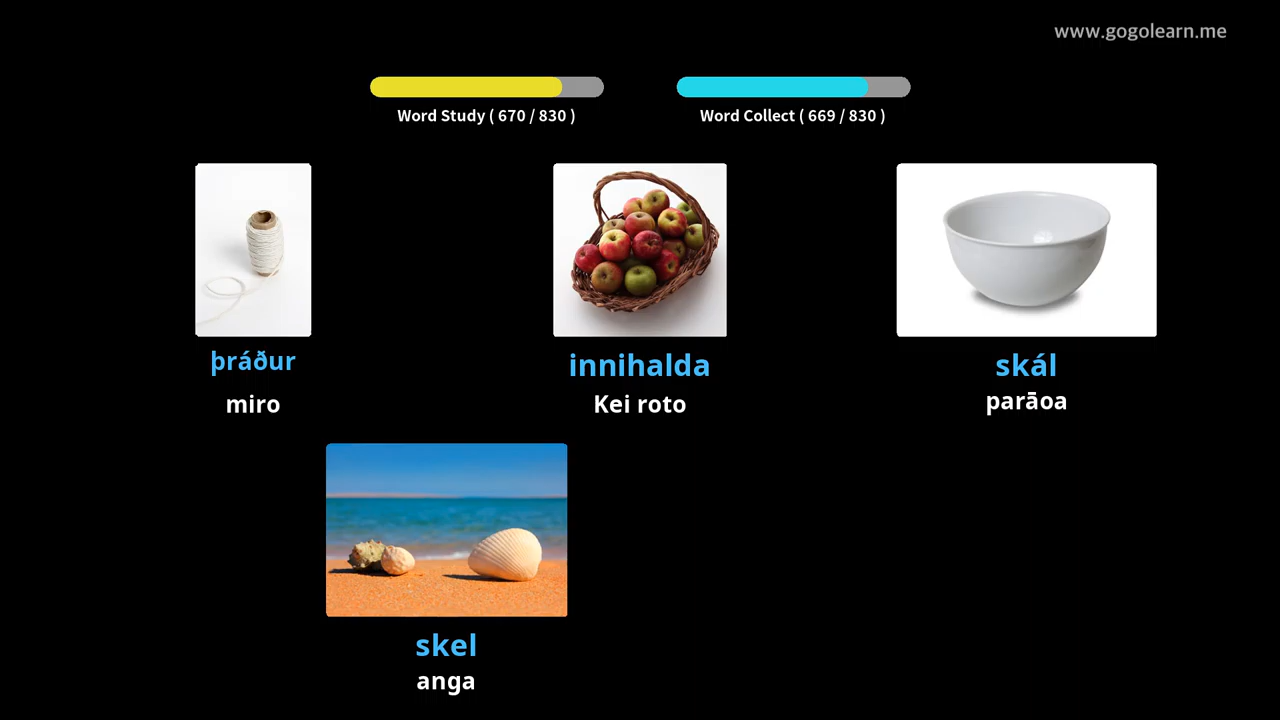 www.gogolearn.me
Word Study ( 670 / 830 )
Word Collect ( 669 / 830 )
þráður
miro
innihalda
Kei roto
skál
parāoa
skel
anga